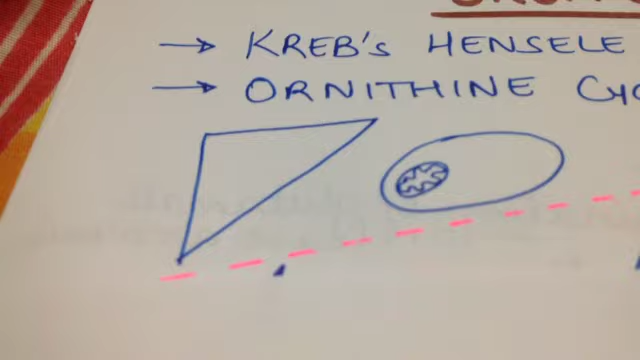 → KREB'S HENSELE
→ ORNITHINE